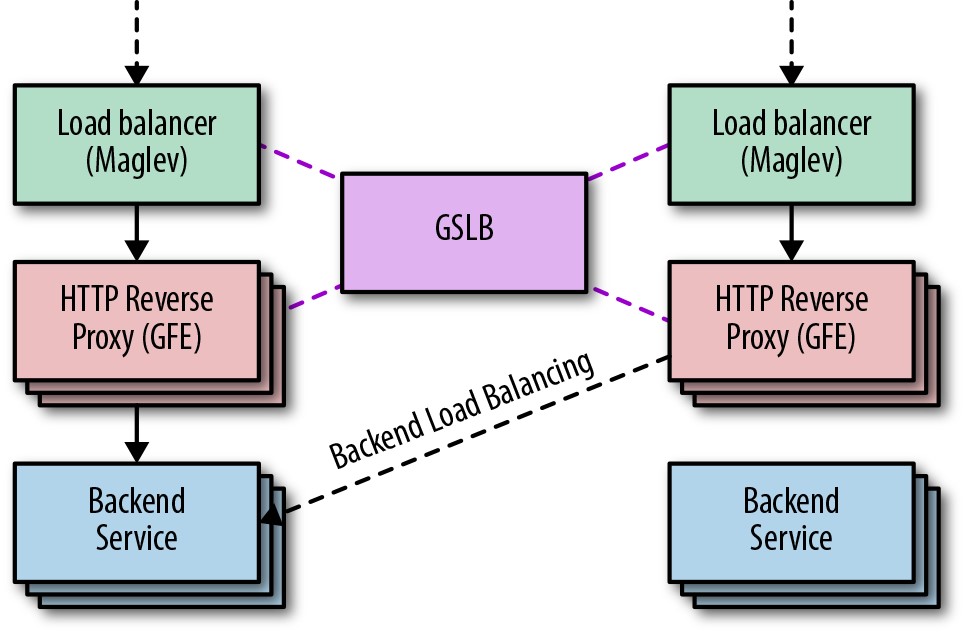 Load balancer
(Maglev)
Load balancer
(Maglev)
GSLB
HTTP Reverse
Proxy (GFE)
HTTP Reverse
Proxy (GFE)
Backend Load Balancing
Backend
Service
Backend
Service